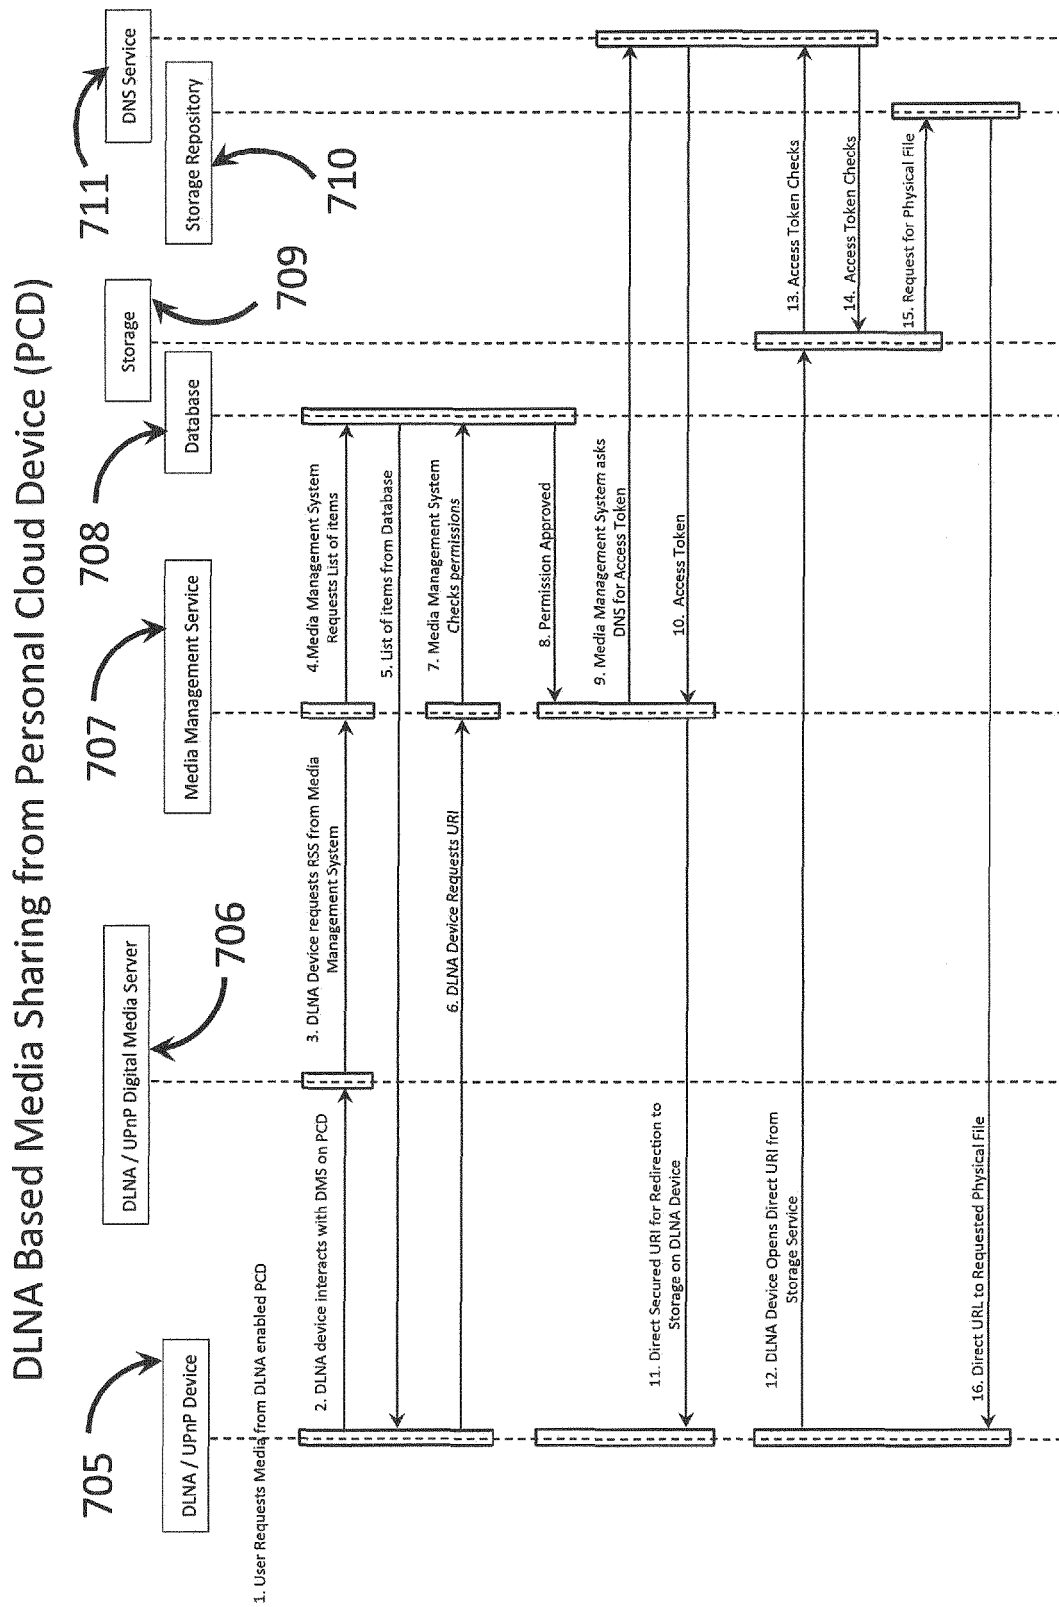 DLNA Based Media Sharing from Personal Cloud Device (PCD)
705
706
707
708
709
710
711
DLNA / UPnP Device
DLNA / UPnP Digital Media Server
Media Management Service
Database
Storage
Storage Repository
DNS Service
1. User Requests Media from DLNA enabled PCD
2. DLNA device interacts with DMS on PCD
3. DLNA Device requests RSS from Media
Management System
4.Media Management System
Requests List of items
5. List of items from Database
6. DLNA Device Requests URI
7. Media Management System
Checks permissions
8. Permission Approved
9. Media Management System asks
DNS for Access Token
10. Access Token
11. Direct Secured URI for Redirection to
Storage on DLNA Device
12. DLNA Device Opens Direct URI from
Storage Service
13. Access Token Checks
14. Access Token Checks
15. Request for Physical File
16. Direct URL to Requested Physical File